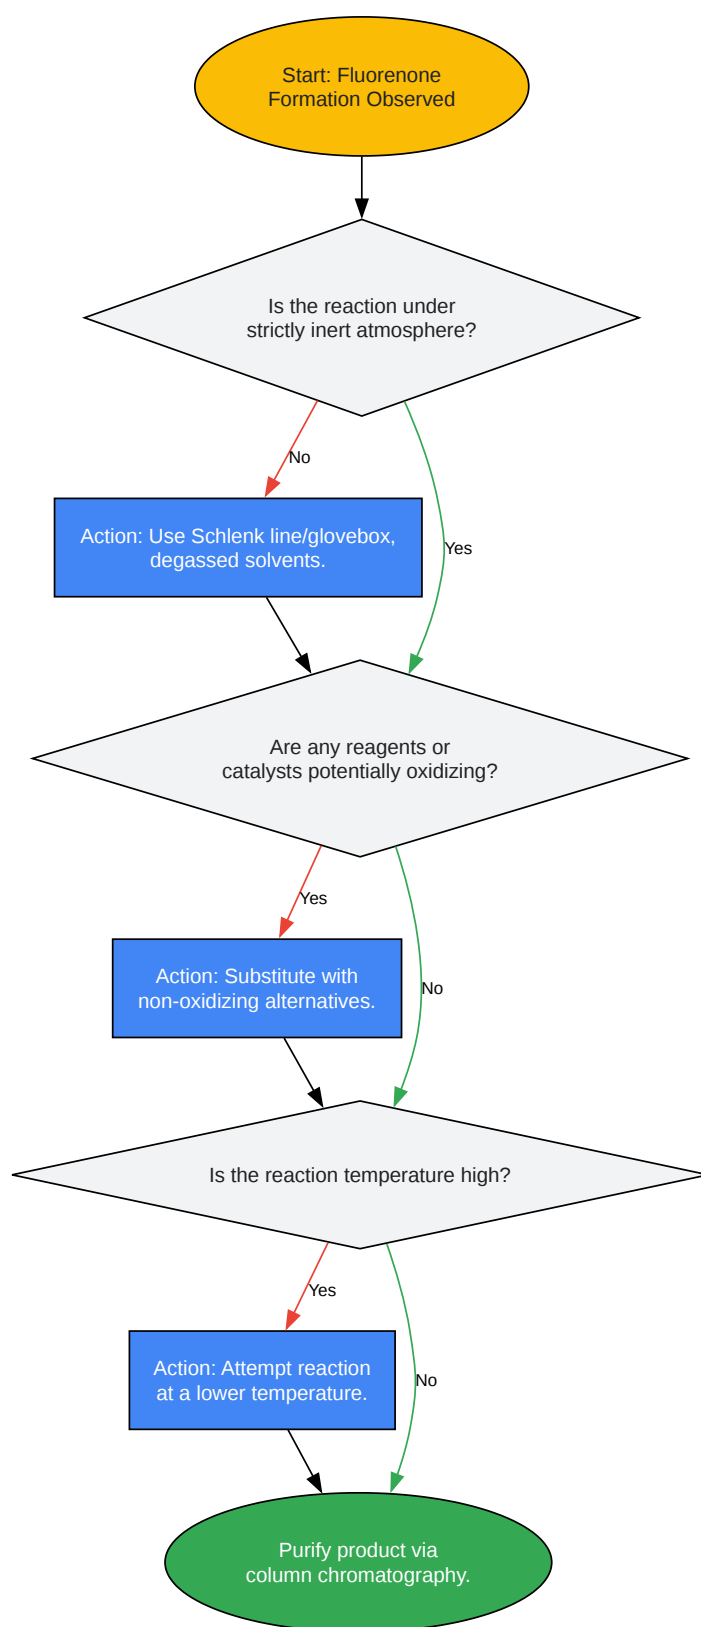 Start: Fluorenone
Formation Observed
Is the reaction under
strictly inert atmosphere?
No
Action: Use Schlenk line/glovebox,
degassed solvents.
Yes
Are any reagents or
catalysts potentially oxidizing?
Yes
Action: Substitute with
non-oxidizing alternatives.
No
Is the reaction temperature high?
Yes
Action: Attempt reaction
at a lower temperature.
No
Purify product via
column chromatography.